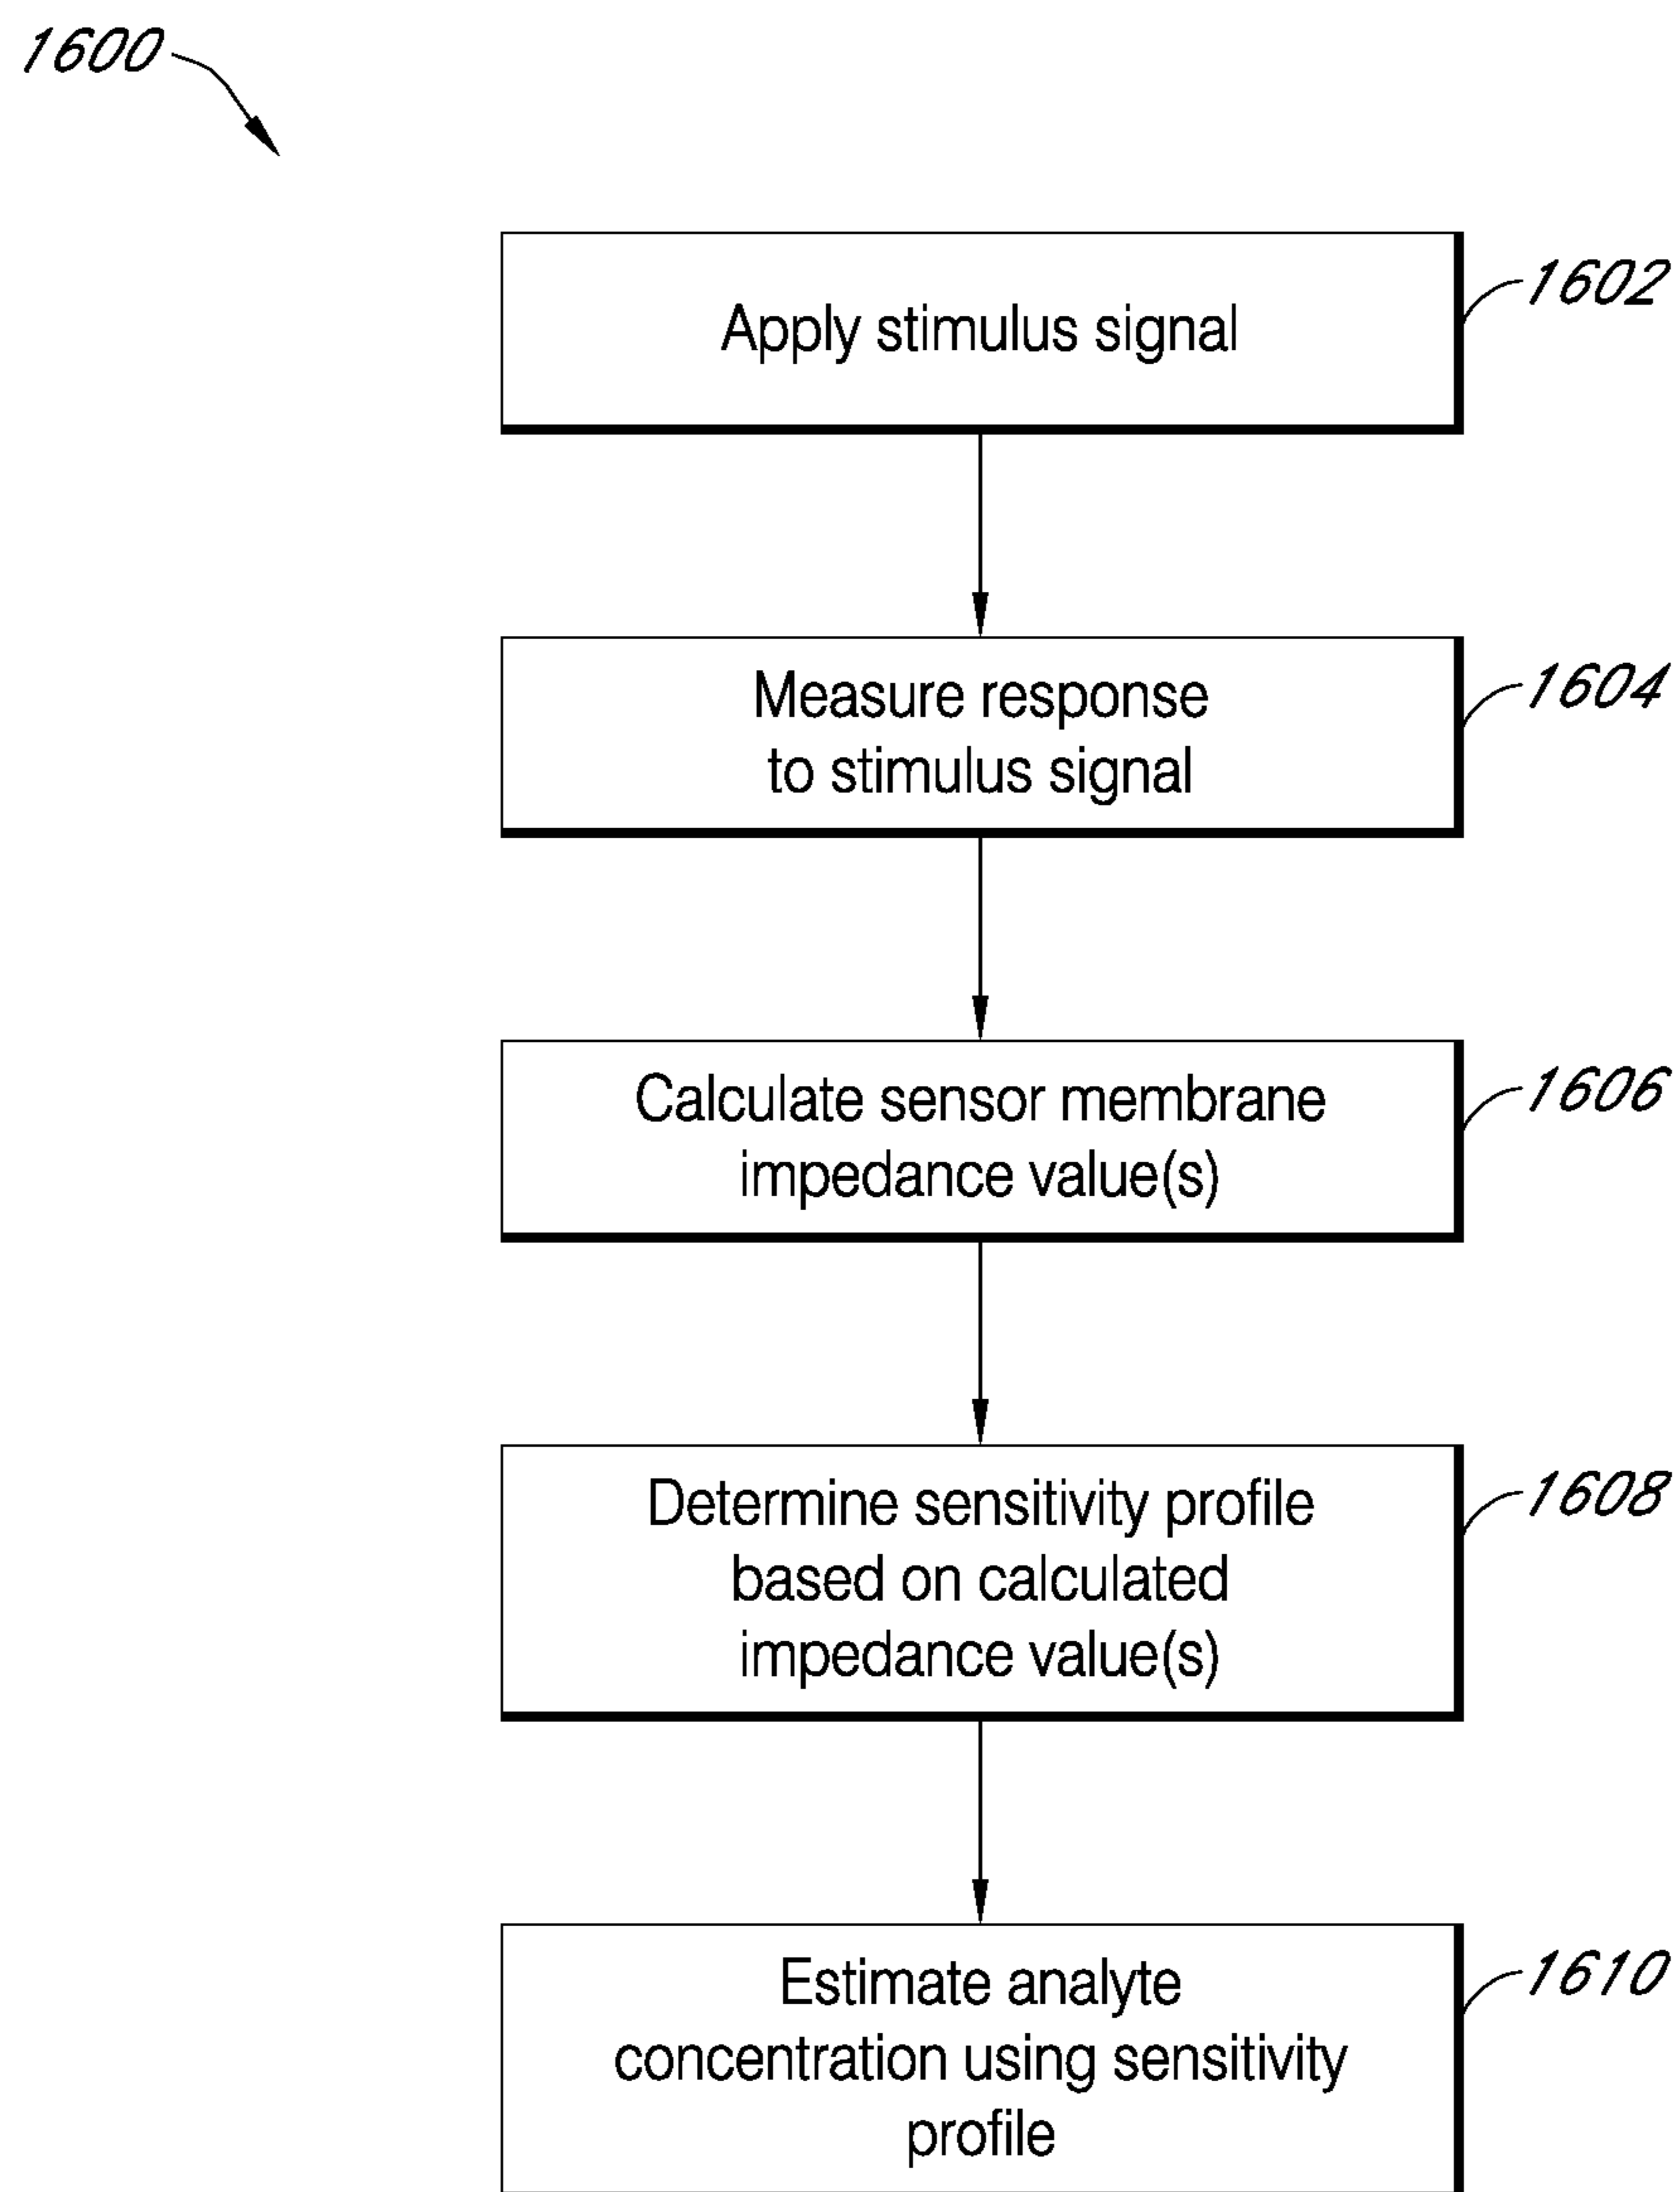 1600
Apply stimulus signal
1602
Measure response
to stimulus signal
1604
Calculate sensor membrane
impedance value(s)
1606
Determine sensitivity profile
based on calculated
impedance value(s)
1608
Estimate analyte
concentration using sensitivity
profile
1610